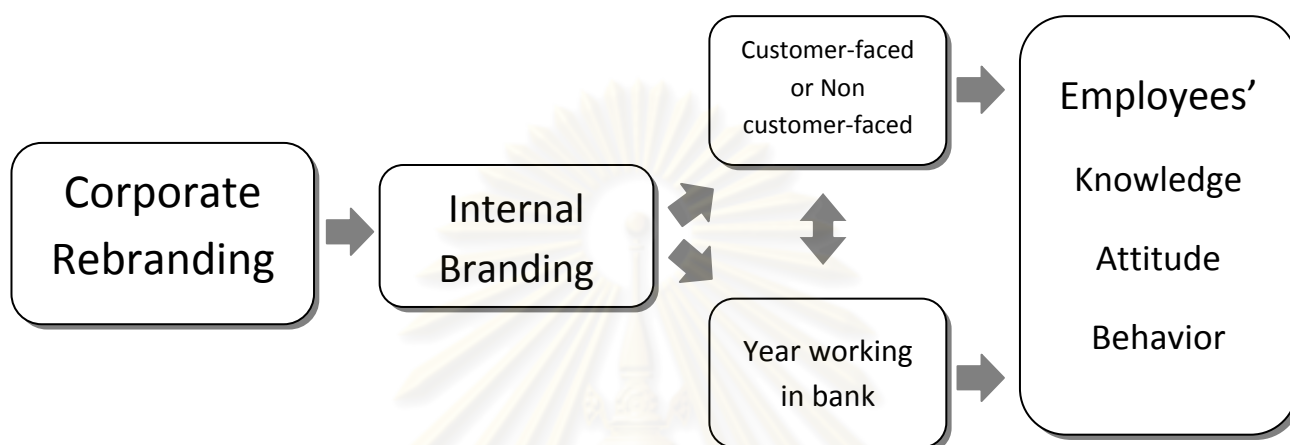 Corporate
Rebranding
Internal
Branding
Customer-faced
or Non
customer-faced
Year working
in bank
Employees’
Knowledge
Attitude
Behavior